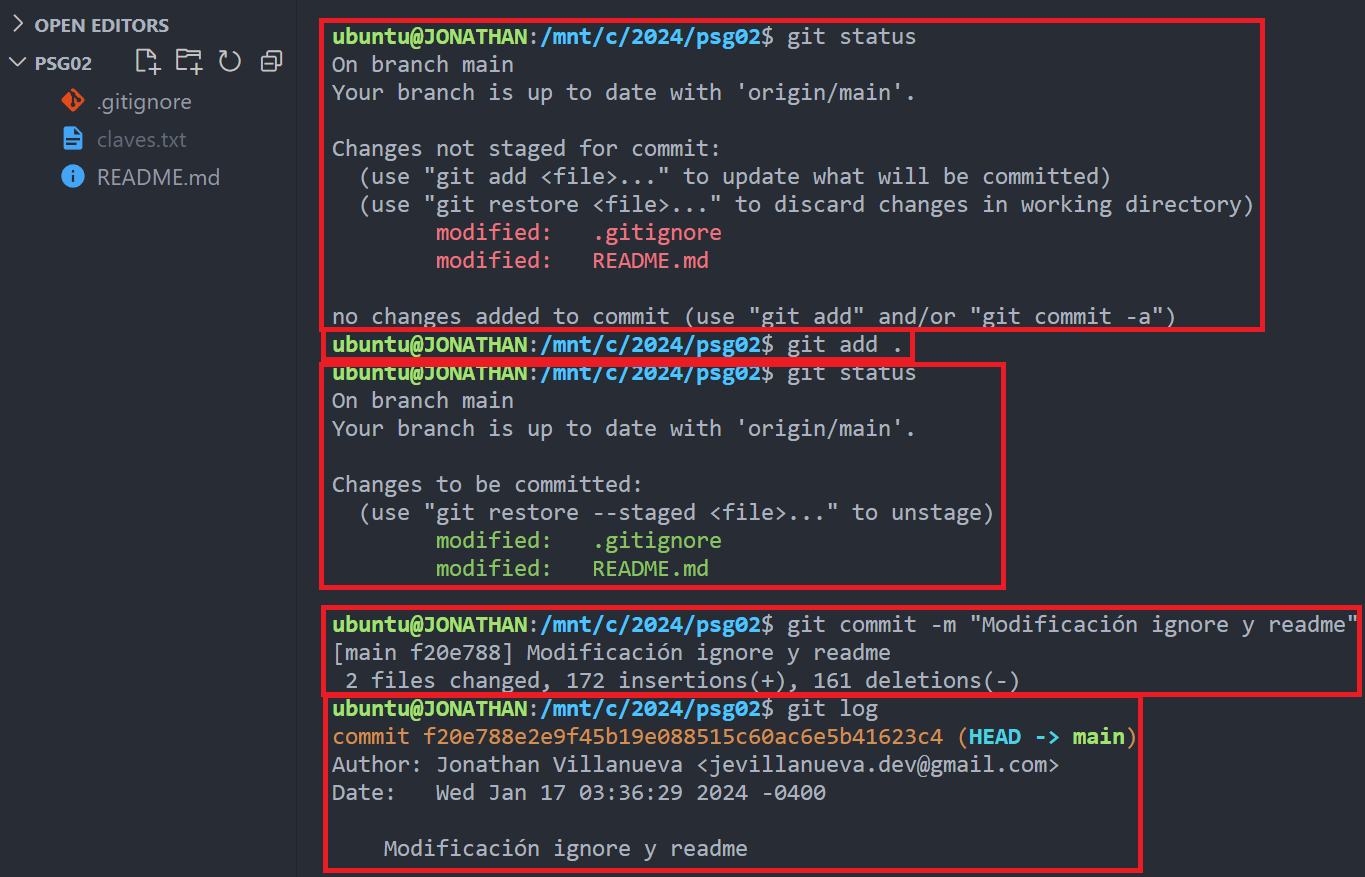 OPEN EDITORS
PSG02
.gitignore
claves.txt
README.md
ubuntu@JONATHAN:/mnt/c/2024/psg02$ git status
On branch main
Your branch is up to date with 'origin/main'.
Changes not staged for commit:
(use "git add <file>..." to update what will be committed)
(use "git restore <file>..." to discard changes in working directory)
modified: .gitignore
modified: README.md
no changes added to commit (use "git add" and/or "git commit -a")
ubuntu@JONATHAN:/mnt/c/2024/psg02$ git add .
ubuntu@JONATHAN:/mnt/c/2024/psg02$ git status
On branch main
Your branch is up to date with 'origin/main'.
Changes to be committed:
(use "git restore --staged <file>..." to unstage)
modified: .gitignore
modified: README.md
ubuntu@JONATHAN:/mnt/c/2024/psg02$ git commit -m "Modificación ignore y readme"
[main f20e788] Modificación ignore y readme
2 files changed, 172 insertions(+), 161 deletions(-)
ubuntu@JONATHAN:/mnt/c/2024/psg02$ git log
commit f20e788e2e9f45b19e088515c60ac6e5b41623c4 (HEAD -> main)
Author: Jonathan Villanueva <jevillanueva.dev@gmail.com>
Date: Wed Jan 17 03:36:29 2024 -0400
Modificación ignore y readme